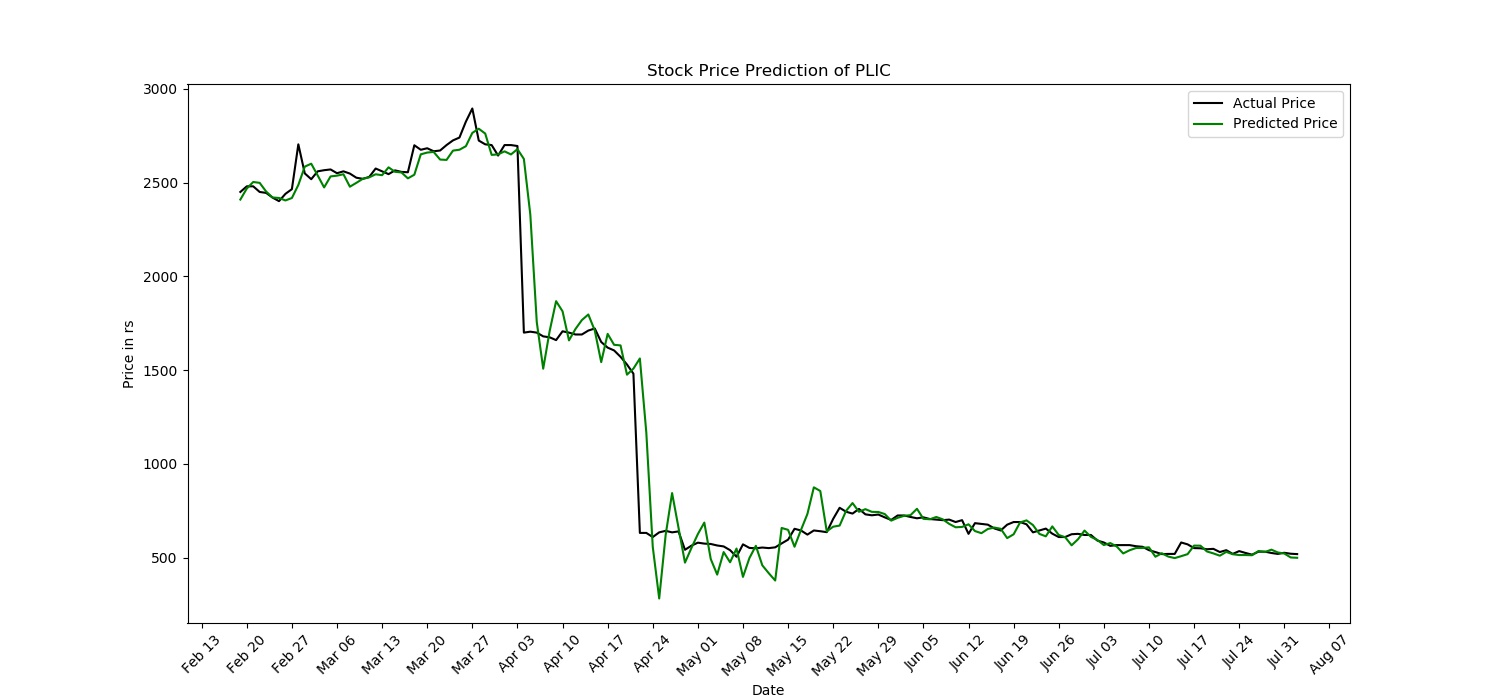 Stock Price Prediction of PLIC
Actual Price
Predicted Price
Price in rs
3000
2500
2000
1500
1000
500
Feb 13
Feb 20
Feb 27
Mar 06
Mar 13
Mar 20
Mar 27
Apr 03
Apr 10
Apr 17
Apr 24
May 01
May 08
May 15
May 22
May 29
Jun 05
Jun 12
Jun 19
Jun 26
Jul 03
Jul 10
Jul 17
Jul 24
Jul 31
Aug 07
Date